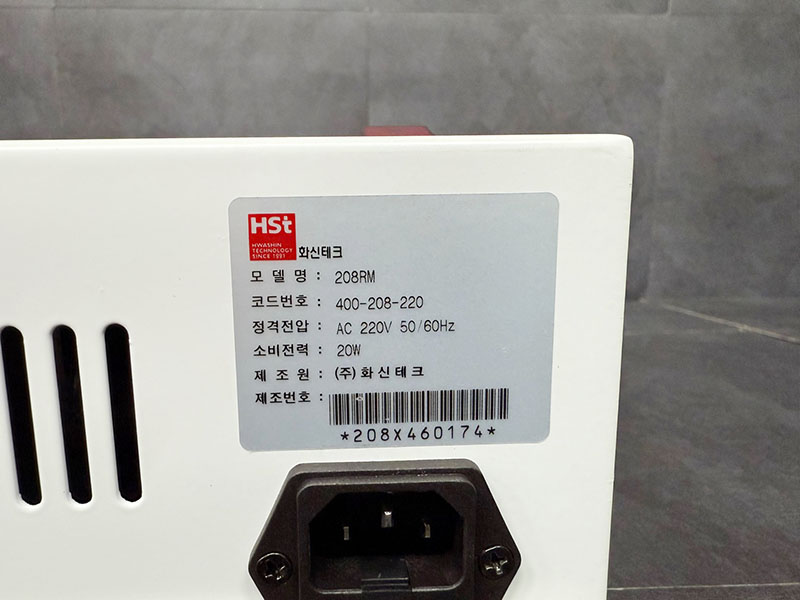 HSt
HWASHIN
TECHNOLOGY
SINCE 1991
화신테크
모 델 명 : 208RM
코드번호 : 400-208-220
정격전압 : AC 220V 50/60Hz
소비전력 : 20W
제 조 원 : (주)화신테크
제조번호 :
*208X460174*